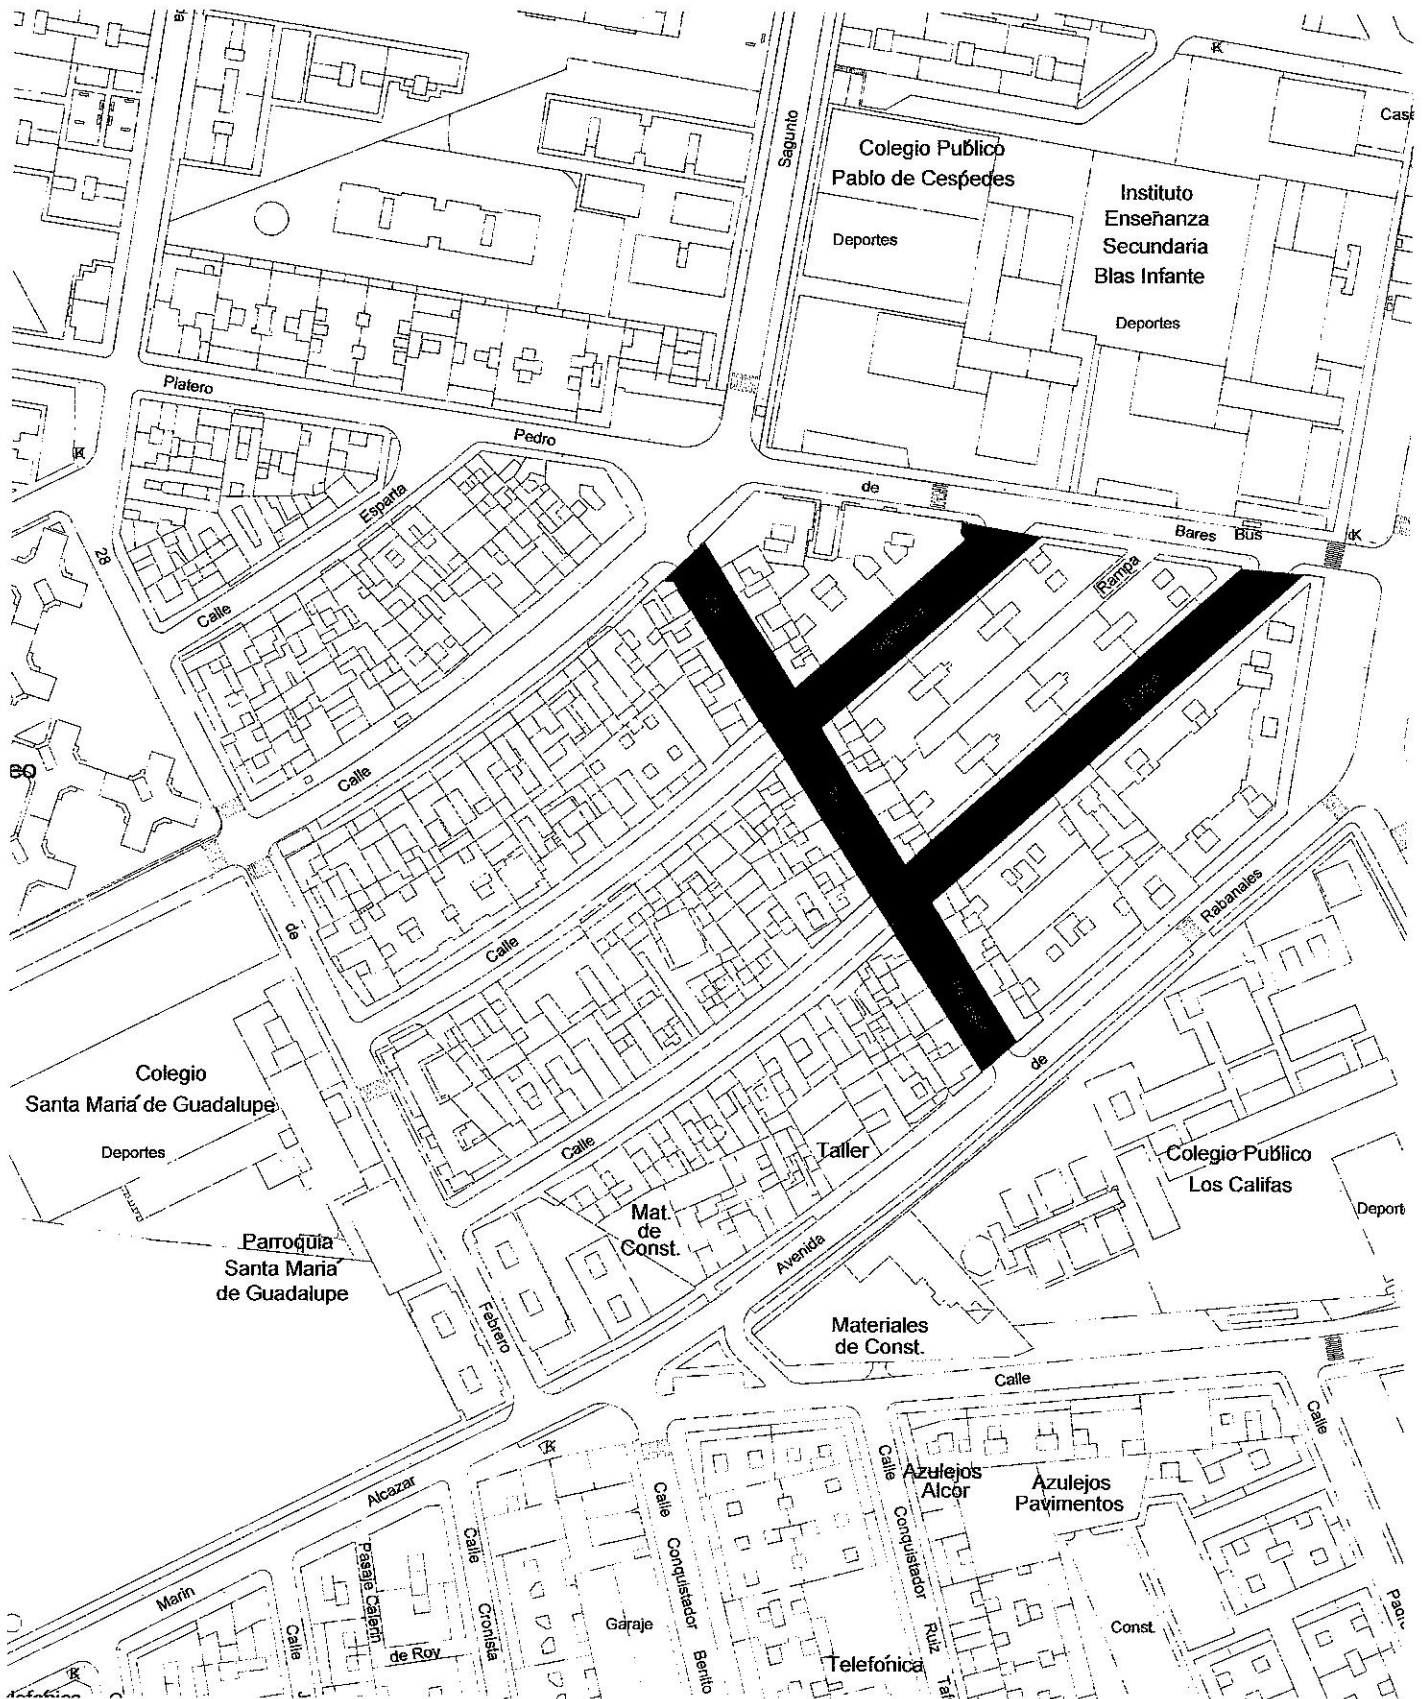 Sagunto
Colegio Publico
Pablo de Cespedes
Deportes
Instituto
Enseñanza
Secundaria
Blas Infante
Deportes
Platero
Pedro
de
Bares
Bus
Esparta
Rampa
28
Calle
Calle
Calle
de
Rabanales
de
Colegio
Santa Maria de Guadalupe
Deportes
Calle
Taller
Colegio Publico
Los Califas
Deport
Mat.
de
Const.
Parroquia
Santa Maria
de Guadalupe
Avenida
Febrero
Materiales
de Const.
Calle
Calle
Alcazar
Calle
Calle
Azulejos
Alcor
Azulejos
Pavimentos
Calle
Conquistador
Conquistador
Marin
Pasaje
Cronista
Calle
de Roy
Garaje
Benito
Ruiz
Const.
Telefónica